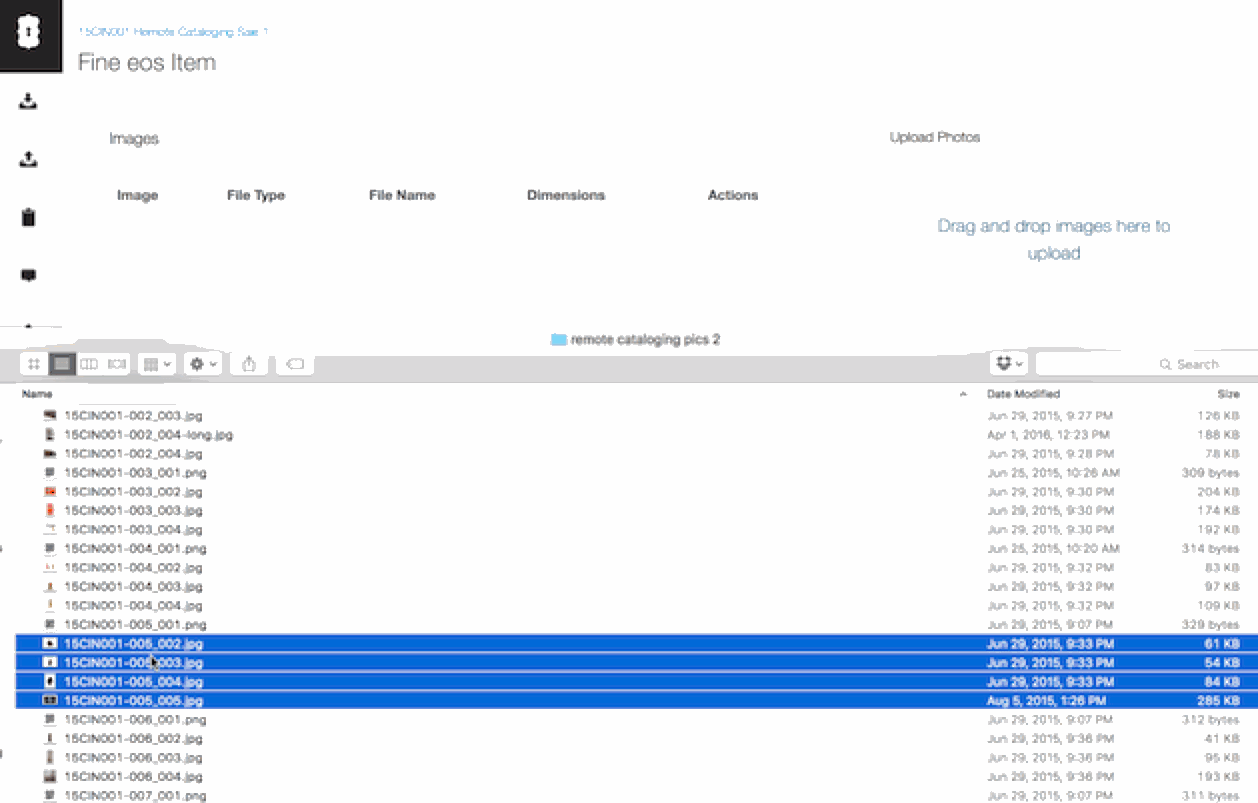 15CIN001 Remote Cataloging Sale 1
Fine eos Item
Images
Upload Photos
Image File Type File Name Dimensions Actions
Drag and drop images here to
upload
remote cataloging pics 2
Search
Name Date Modified Size
15CIN001-002_003.jpg Jun 29, 2015, 9:27 PM 126 KB
15CIN001-002_004-long.jpg Apr 1, 2016, 12:23 PM 188 KB
15CIN001-002_004.jpg Jun 29, 2015, 9:28 PM 78 KB
15CIN001-003_001.png Jun 25, 2015, 10:26 AM 309 bytes
15CIN001-003_002.jpg Jun 29, 2015, 9:30 PM 204 KB
15CIN001-003_003.jpg Jun 29, 2015, 9:30 PM 174 KB
15CIN001-003_004.jpg Jun 29, 2015, 9:30 PM 192 KB
15CIN001-004_001.png Jun 25, 2015, 10:20 AM 314 bytes
15CIN001-004_002.jpg Jun 29, 2015, 9:32 PM 83 KB
15CIN001-004_003.jpg Jun 29, 2015, 9:32 PM 97 KB
15CIN001-004_004.jpg Jun 29, 2015, 9:32 PM 109 KB
15CIN001-005_001.png Jun 29, 2015, 9:07 PM 329 bytes
15CIN001-005_002.jpg Jun 29, 2015, 9:33 PM 61 KB
15CIN001-005_003.jpg Jun 29, 2015, 9:33 PM 54 KB
15CIN001-005_004.jpg Jun 29, 2015, 9:33 PM 84 KB
15CIN001-005_005.jpg Aug 5, 2015, 1:26 PM 285 KB
15CIN001-006_001.png Jun 29, 2015, 9:07 PM 312 bytes
15CIN001-006_002.jpg Jun 29, 2015, 9:36 PM 41 KB
15CIN001-006_003.jpg Jun 29, 2015, 9:36 PM 95 KB
15CIN001-006_004.jpg Jun 29, 2015, 9:36 PM 193 KB
15CIN001-007_001.png Jun 29, 2015, 9:07 PM 311 bytes